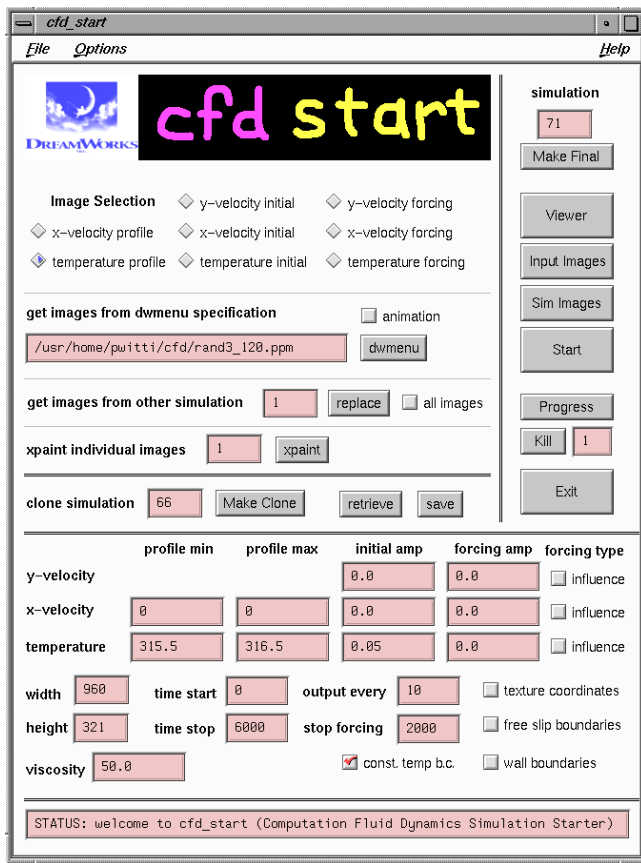 cfd_start
File Options Help
DREAMWORKS
cfd start
simulation
71
Make Final
Image Selection y-velocity initial y-velocity forcing
x-velocity profile x-velocity initial x-velocity forcing
temperature profile temperature initial temperature forcing
Viewer
Input Images
Sim Images
Start
get images from dwmenu specification animation
/usr/home/pwitti/cfd/rand3_120.ppm dwmenu
get images from other simulation 1 replace all images
Progress
xpaint individual images 1 xpaint
Kill 1
clone simulation 66 Make Clone retrieve save
Exit
profile min profile max initial amp forcing amp forcing type
y-velocity 0.0 0.0 influence
x-velocity 0 0 0.0 0.0 influence
temperature 315.5 316.5 0.05 0.0 influence
width 960 time start 0 output every 10 texture coordinates
height 321 time stop 6000 stop forcing 2000 free slip boundaries
viscosity 50.0 const. temp b.c. wall boundaries
STATUS: welcome to cfd_start (Computation Fluid Dynamics Simulation Starter)